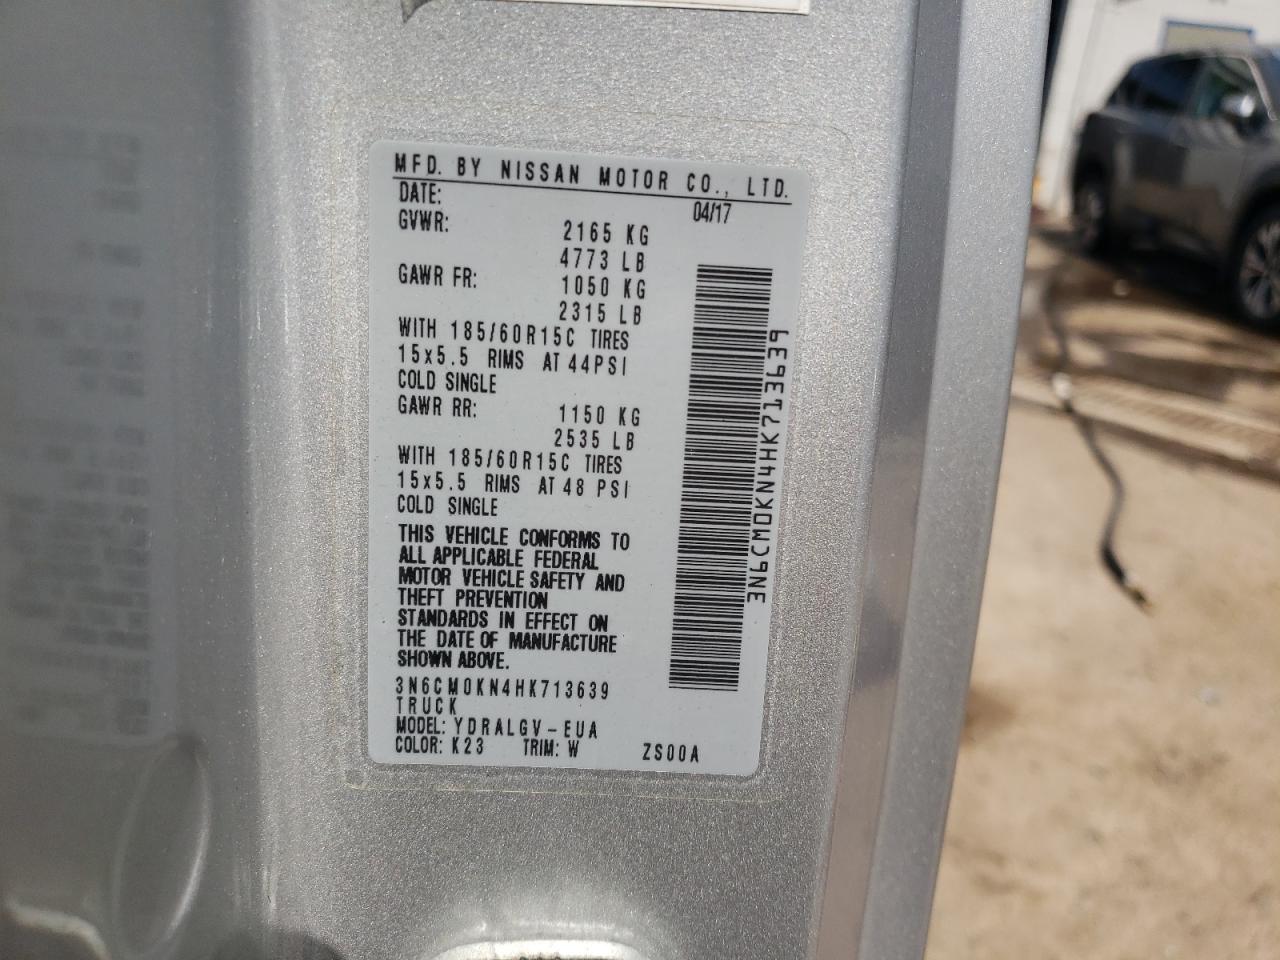 MFD. BY NISSAN MOTOR CO., LTD.
DATE: 04/17
GVWR: 2165 KG
4773 LB
GAWR FR: 1050 KG
2315 LB
WITH 185/60R15C TIRES
15x5.5 RIMS AT 44PSI
COLD SINGLE
GAWR RR: 1150 KG
2535 LB
WITH 185/60R15C TIRES
15x5.5 RIMS AT 48 PSI
COLD SINGLE
THIS VEHICLE CONFORMS TO
ALL APPLICABLE FEDERAL
MOTOR VEHICLE SAFETY AND
THEFT PREVENTION
STANDARDS IN EFFECT ON
THE DATE OF MANUFACTURE
SHOWN ABOVE.
3N6CM0KN4HK713639
TRUCK
MODEL: YDRALGV-EUA
COLOR: K23 TRIM: W ZS00A
3N6CM0KN4HK713639